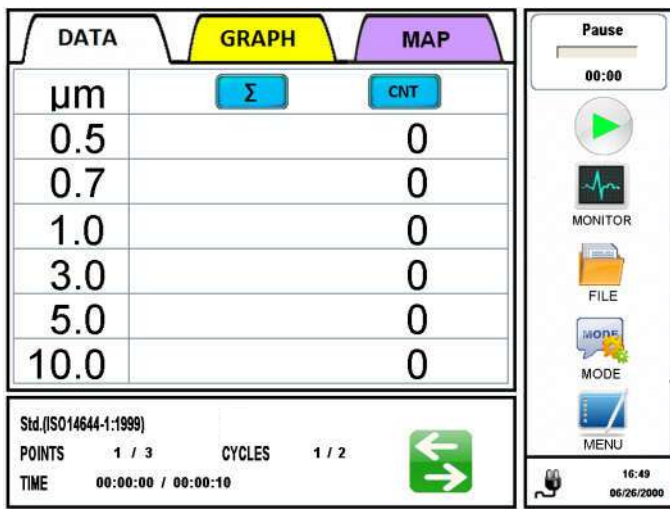 DATA GRAPH MAP
µm Σ CNT
0.5 0
0.7 0
1.0 0
3.0 0
5.0 0
10.0 0
Std.(ISO14644-1:1999)
POINTS 1 / 3 CYCLES 1 / 2
TIME 00:00:00 / 00:00:10
Pause
00:00
MONITOR
FILE
MODE
MODE
MENU
16:49
06/26/2000